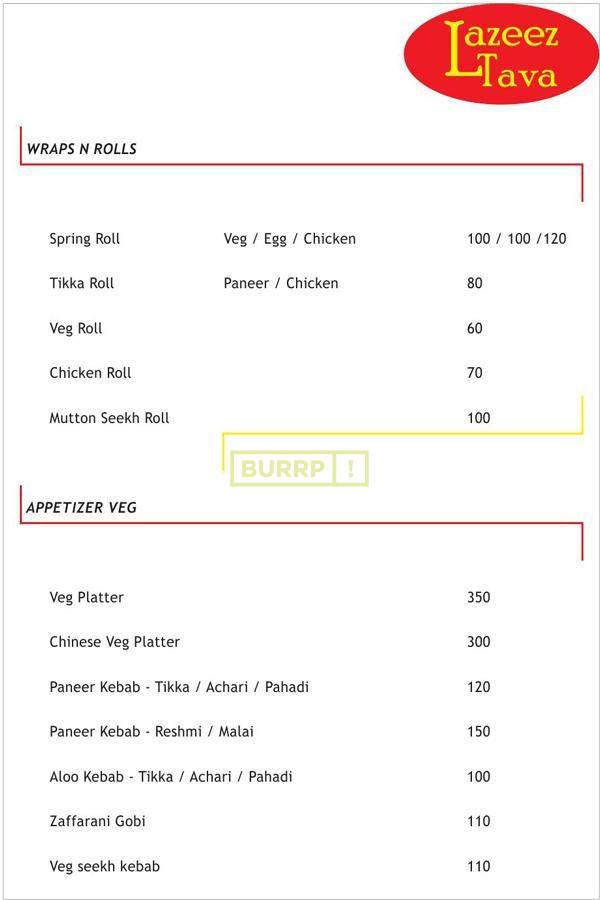 Lazeez
Tava
WRAPS N ROLLS
Spring Roll Veg / Egg / Chicken 100 / 100 /120
Tikka Roll Paneer / Chicken 80
Veg Roll 60
Chicken Roll 70
Mutton Seekh Roll 100
BURRP !
APPETIZER VEG
Veg Platter 350
Chinese Veg Platter 300
Paneer Kebab - Tikka / Achari / Pahadi 120
Paneer Kebab - Reshmi / Malai 150
Aloo Kebab - Tikka / Achari / Pahadi 100
Zaffarani Gobi 110
Veg seekh kebab 110